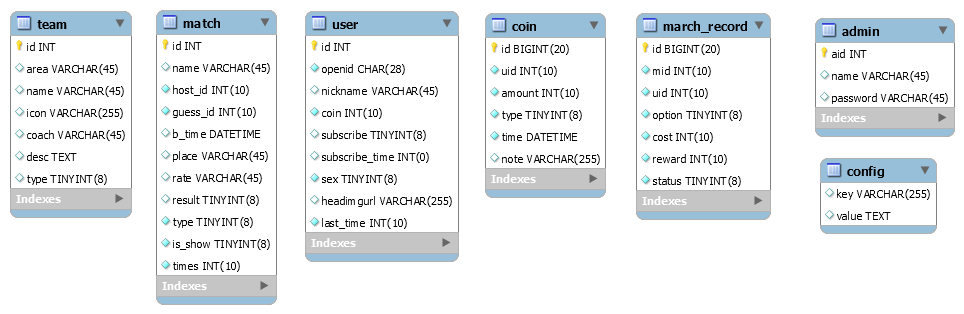 team
id INT
area VARCHAR(45)
name VARCHAR(45)
icon VARCHAR(255)
coach VARCHAR(45)
desc TEXT
type TINYINT(8)
Indexes
match
id INT
name VARCHAR(45)
host_id INT(10)
guess_id INT(10)
b_time DATETIME
place VARCHAR(45)
rate VARCHAR(45)
result TINYINT(8)
type TINYINT(8)
is_show TINYINT(8)
times INT(10)
Indexes
user
id INT
openid CHAR(28)
nickname VARCHAR(45)
coin INT(10)
subscribe TINYINT(8)
subscribe_time INT(0)
sex TINYINT(8)
headimgurl VARCHAR(255)
last_time INT(10)
Indexes
coin
id BIGINT(20)
uid INT(10)
amount INT(10)
type TINYINT(8)
time DATETIME
note VARCHAR(255)
Indexes
march_record
id BIGINT(20)
mid INT(10)
uid INT(10)
option TINYINT(8)
cost INT(10)
reward INT(10)
status TINYINT(8)
Indexes
admin
aid INT
name VARCHAR(45)
password VARCHAR(45)
Indexes
config
key VARCHAR(255)
value TEXT
Indexes